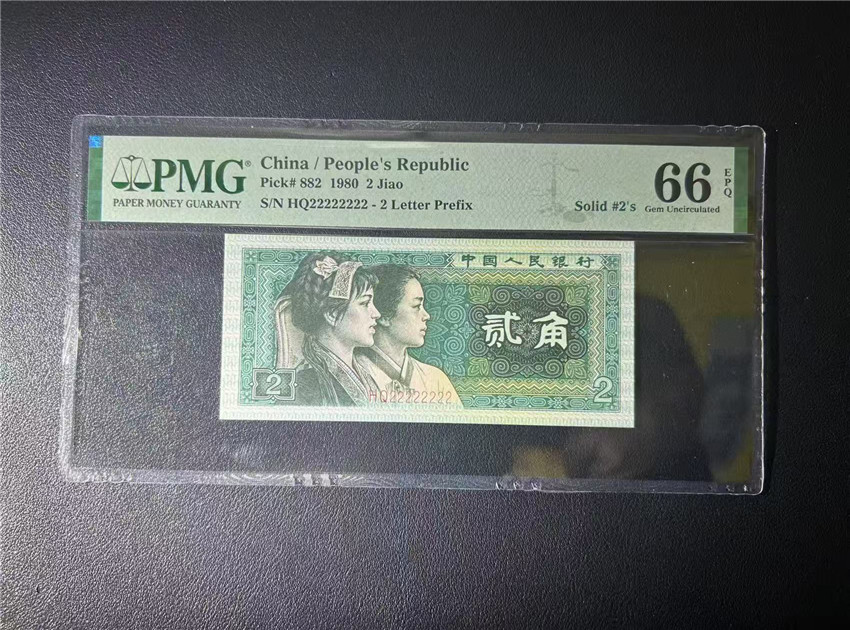 PMG®
PAPER MONEY GUARANTY
China / People's Republic
Pick# 882 1980 2 Jiao
S/N HQ22222222 - 2 Letter Prefix
Solid #2's
66
EPQ
Gem Uncirculated
中国人民银行
贰角
2
2
HQ22222222